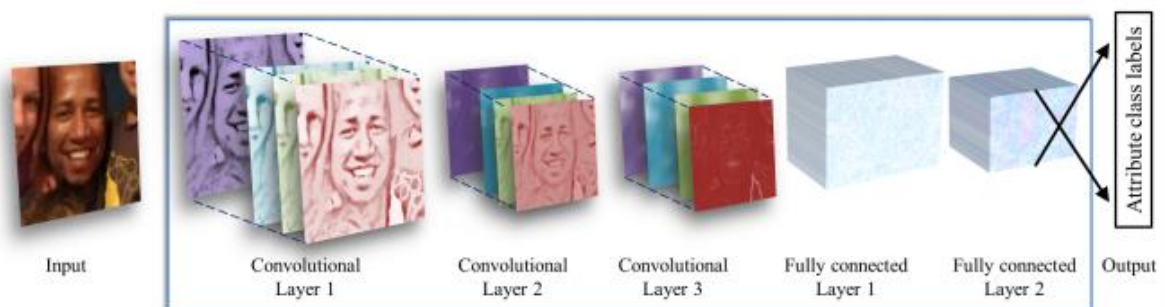 Attribute class labels
Input
Convolutional
Layer 1
Convolutional
Layer 2
Convolutional
Layer 3
Fully connected
Layer 1
Fully connected
Layer 2
Output